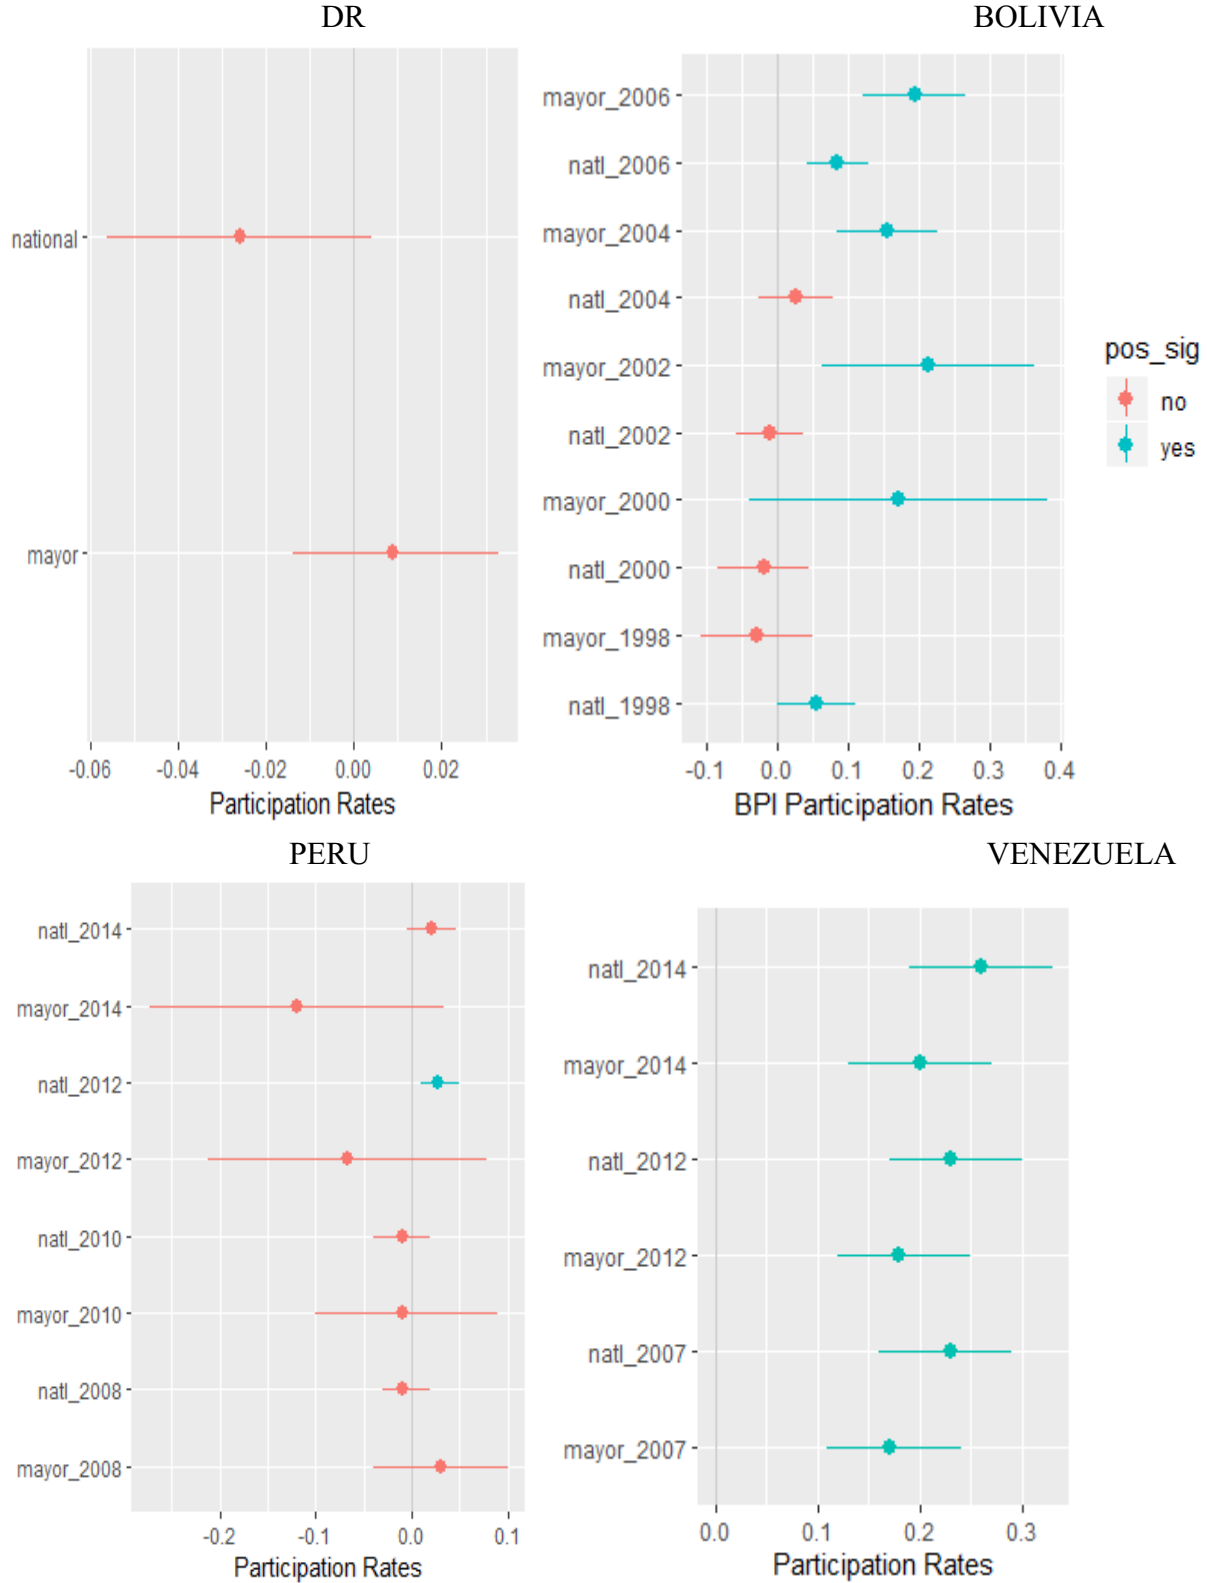 DR
national
mayor
-0.06 -0.04 -0.02 0.00 0.02
Participation Rates
BOLIVIA
mayor_2006
natl_2006
mayor_2004
natl_2004
mayor_2002
natl_2002
mayor_2000
natl_2000
mayor_1998
natl_1998
-0.1 0.0 0.1 0.2 0.3 0.4
BPI Participation Rates
pos_sig
no
yes
PERU
natl_2014
mayor_2014
natl_2012
mayor_2012
natl_2010
mayor_2010
natl_2008
mayor_2008
-0.2 -0.1 0.0 0.1
Participation Rates
VENEZUELA
natl_2014
mayor_2014
natl_2012
mayor_2012
natl_2007
mayor_2007
0.0 0.1 0.2 0.3
Participation Rates